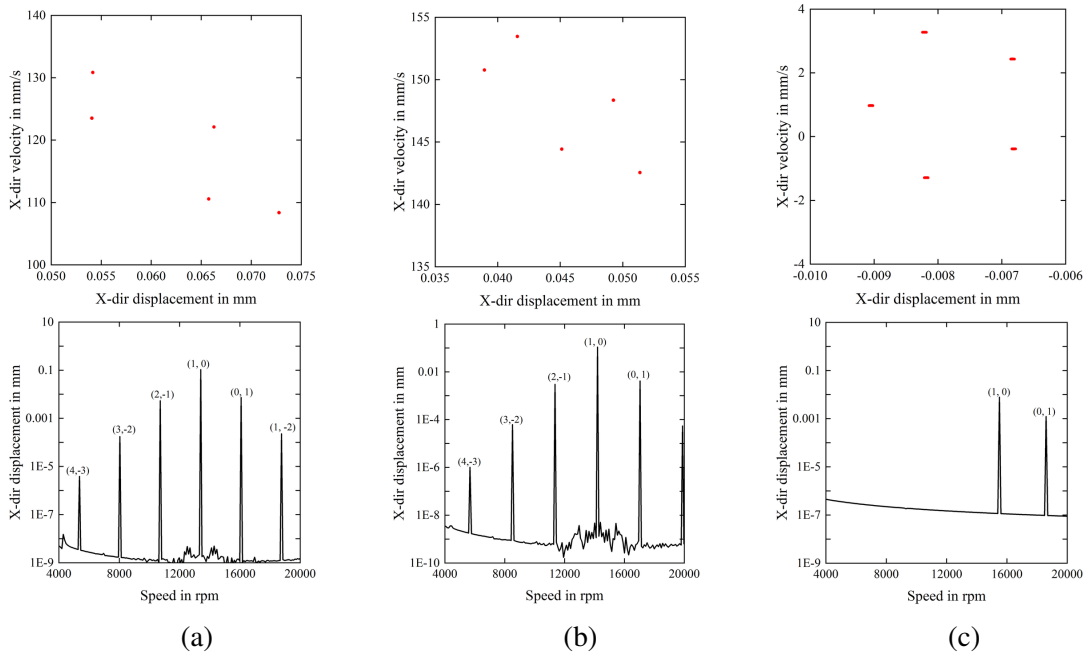 140
130
120
110
100
X-dir velocity in mm/s
0.050 0.055 0.060 0.065 0.070 0.075
X-dir displacement in mm
155
150
145
140
135
X-dir velocity in mm/s
0.035 0.040 0.045 0.050 0.055
X-dir displacement in mm
4
2
0
-2
-4
X-dir velocity in mm/s
-0.010 -0.009 -0.008 -0.007 -0.006
X-dir displacement in mm
10
0.1
0.001
1E-5
1E-7
1E-9
X-dir displacement in mm
(4,-3)
(3,-2)
(2,-1)
(1, 0)
(0, 1)
(1, -2)
4000 8000 12000 16000 20000
Speed in rpm
1
0.01
1E-4
1E-6
1E-8
1E-10
X-dir displacement in mm
(4,-3)
(3,-2)
(2,-1)
(1, 0)
(0, 1)
4000 8000 12000 16000 20000
Speed in rpm
10
0.1
0.001
1E-5
1E-7
1E-9
X-dir displacement in mm
(1, 0)
(0, 1)
4000 8000 12000 16000 20000
Speed in rpm
(a)
(b)
(c)